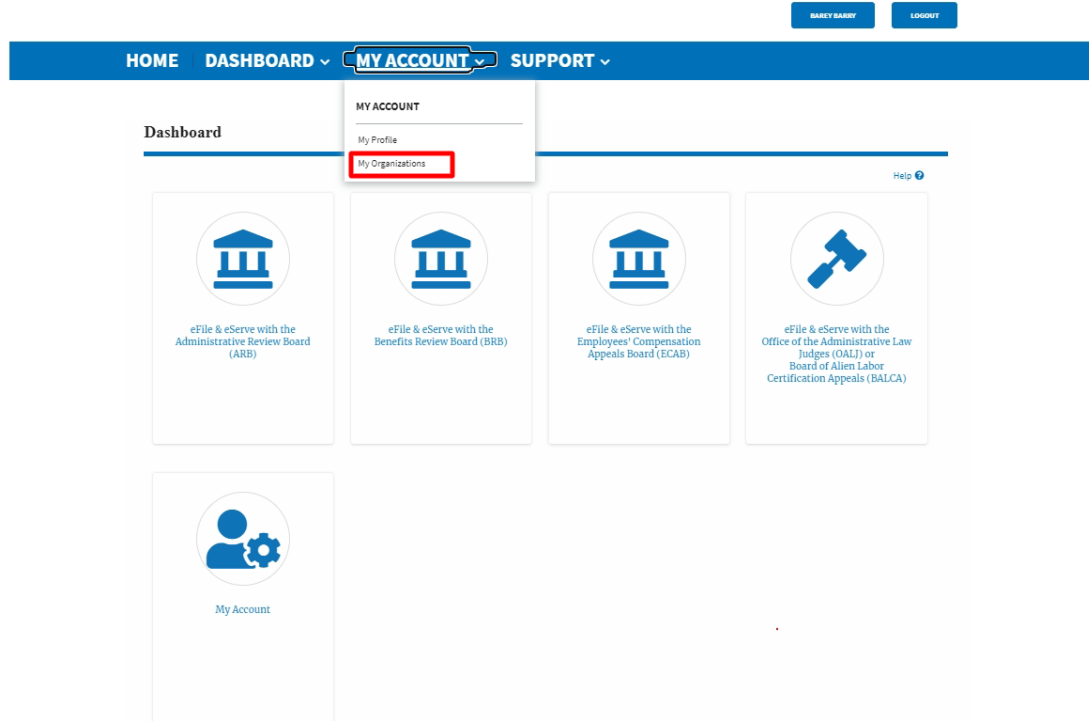 BAREY BARRY
LOGOUT
HOME
DASHBOARD
MY ACCOUNT
SUPPORT
MY ACCOUNT
My Profile
My Organizations
Dashboard
Help
eFile & eServe with the
Administrative Review Board
(ARB)
eFile & eServe with the
Benefits Review Board (BRB)
eFile & eServe with the
Employees' Compensation
Appeals Board (ECAB)
eFile & eServe with the
Office of the Administrative Law
Judges (OALJ) or
Board of Alien Labor
Certification Appeals (BALCA)
My Account